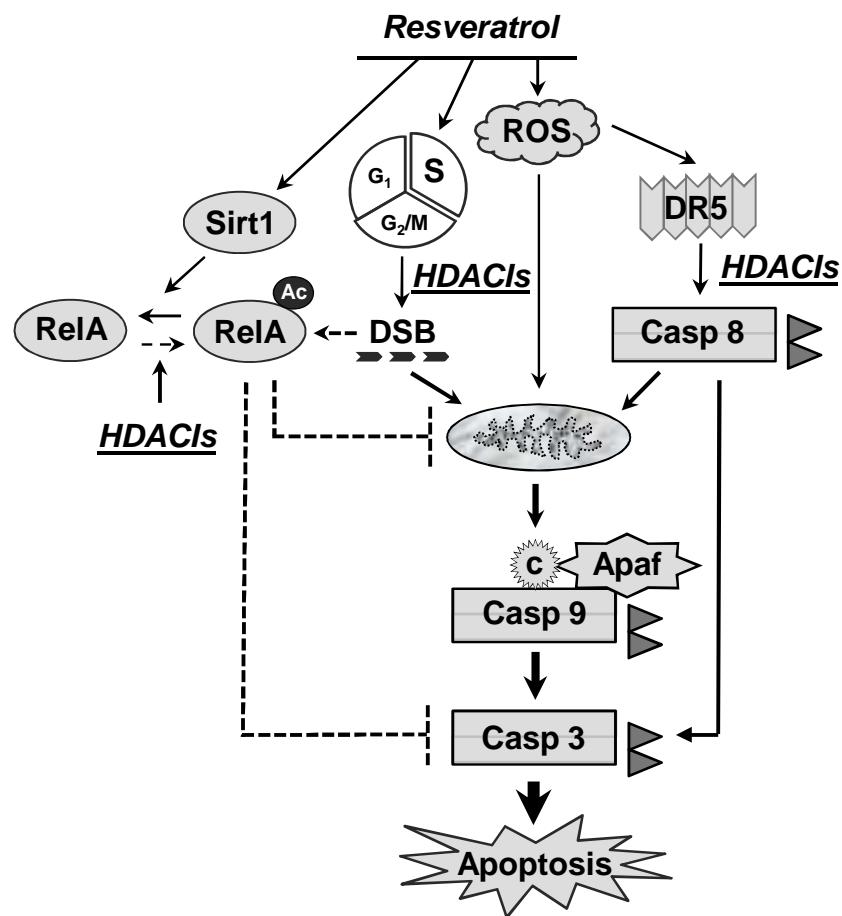 Resveratrol
ROS
G1
S
G2/M
DR5
Sirt1
HDACIs
HDACIs
Ac
RelA
RelA
DSB
Casp 8
HDACIs
c
Apaf
Casp 9
Casp 3
Apoptosis